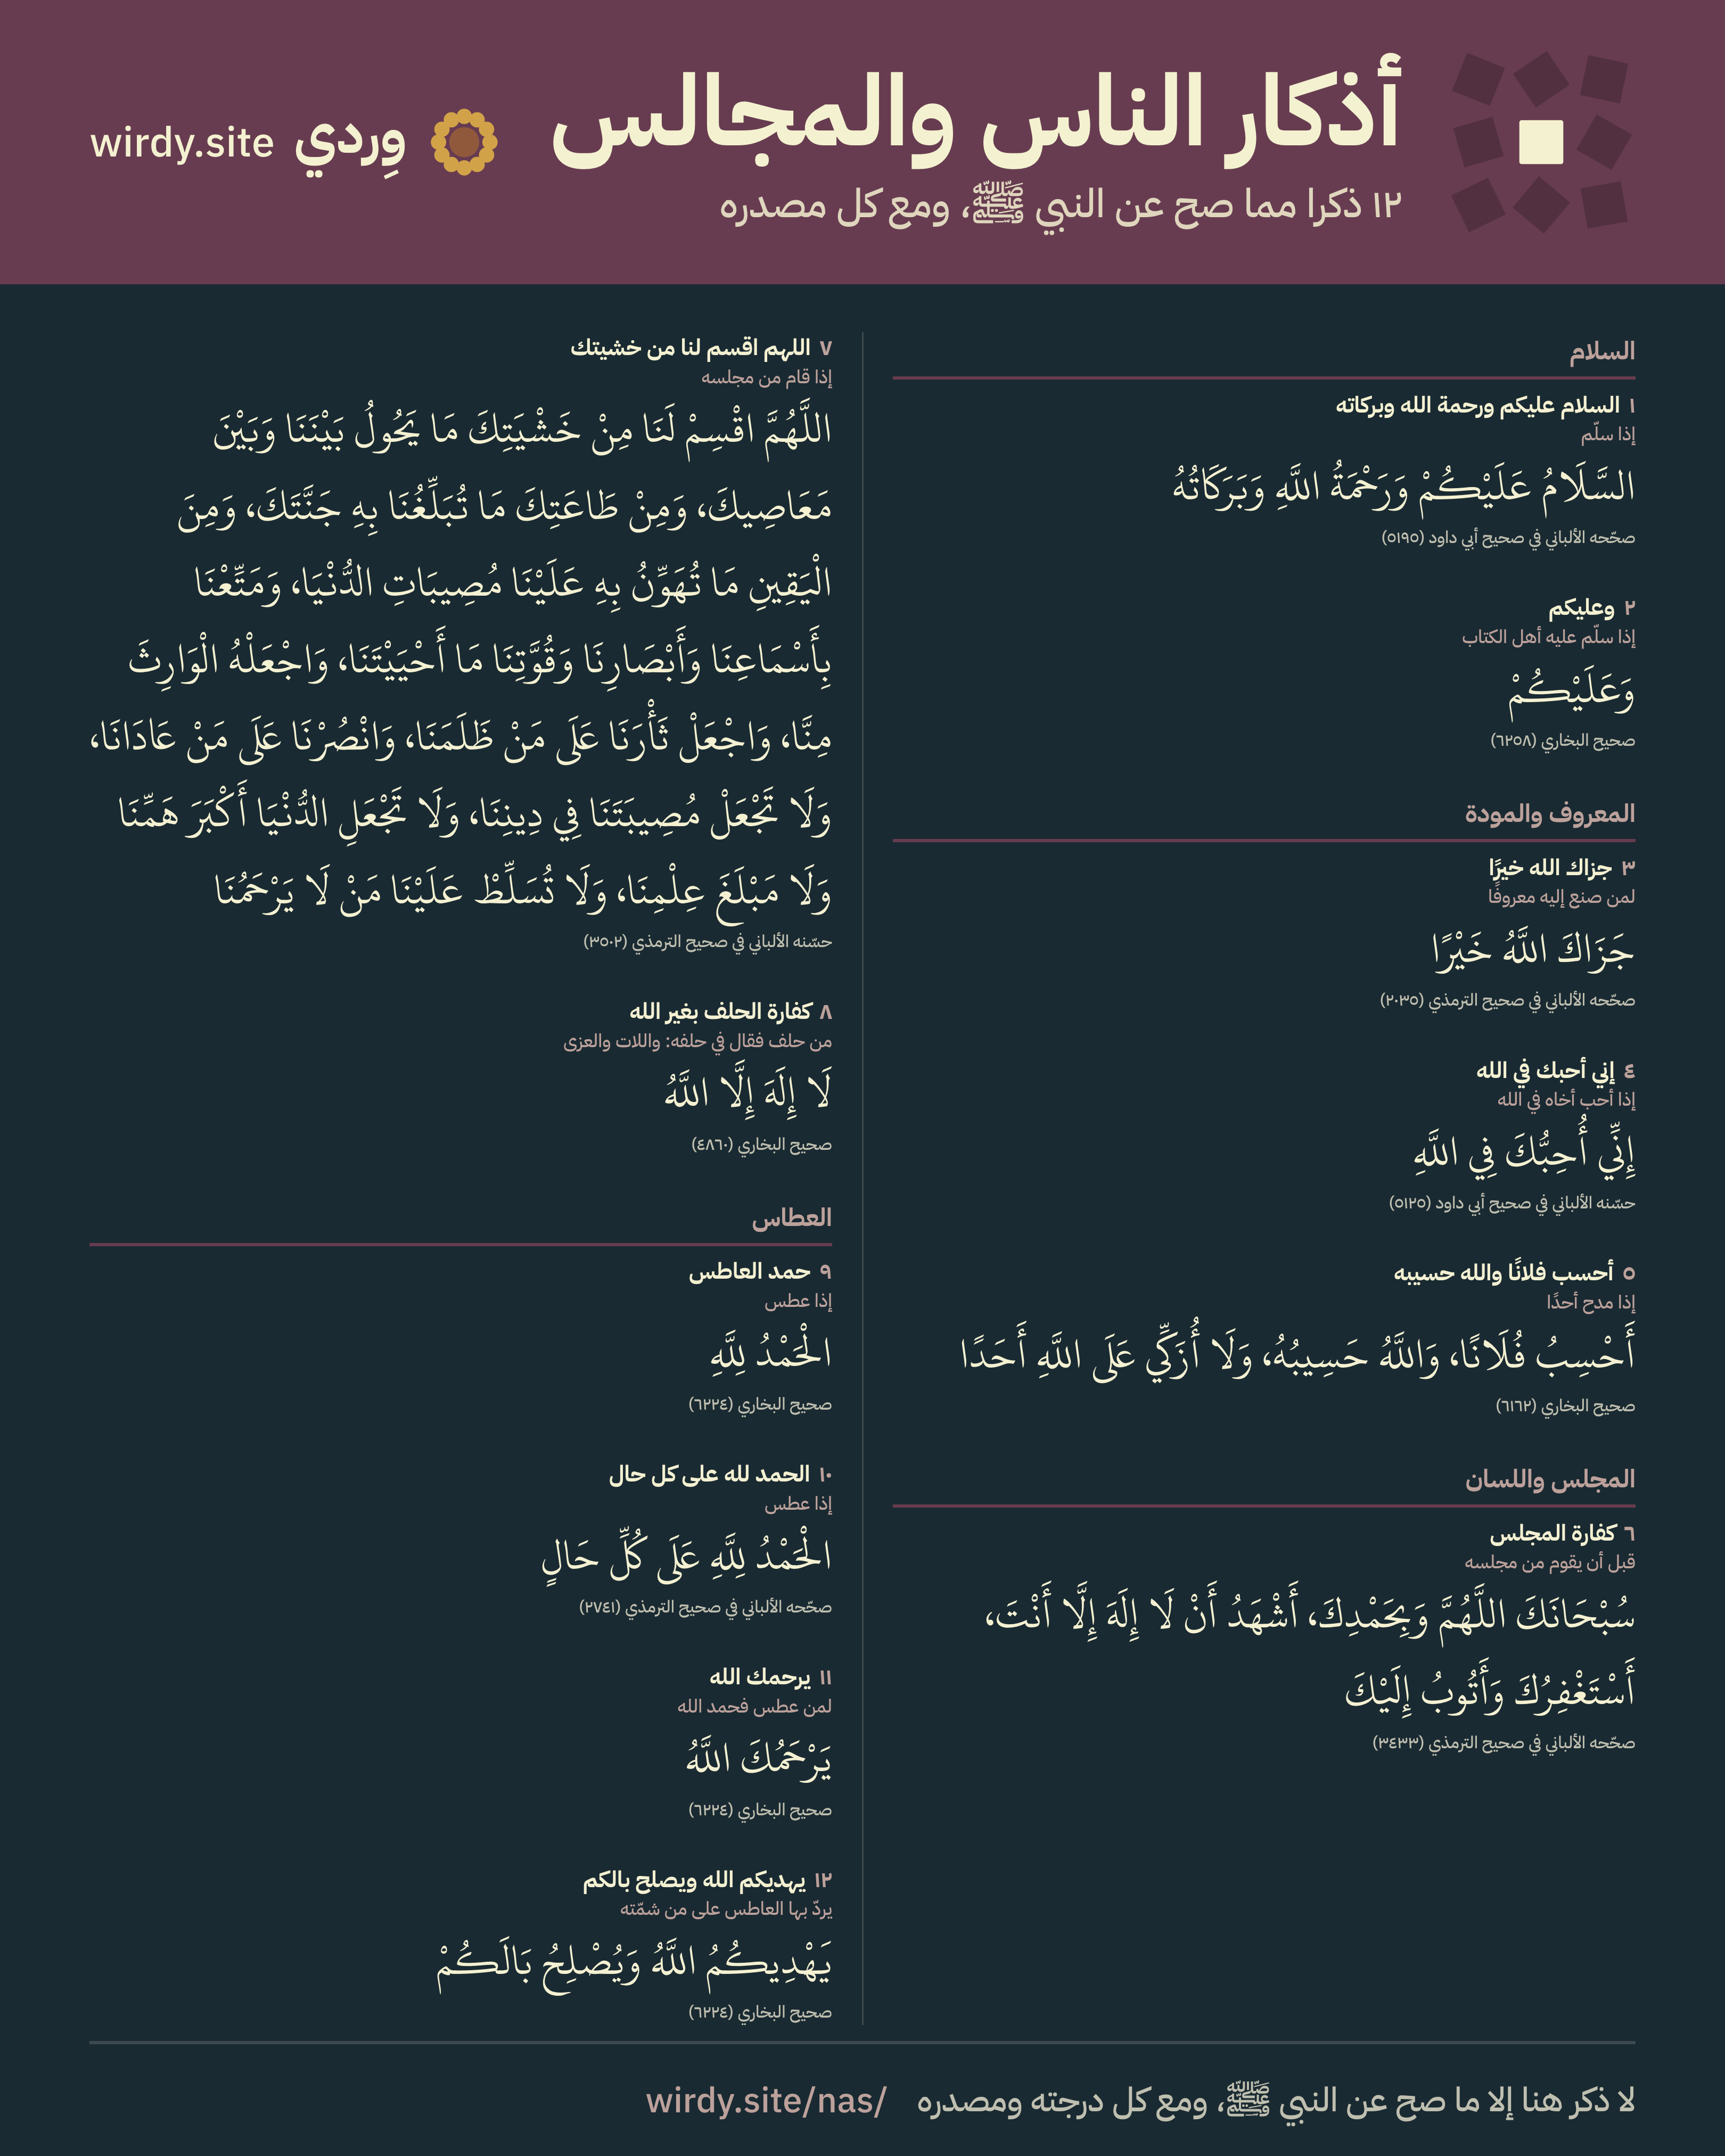 أذكار الناس والمجالس
١٢ ذكرا مما صح عن النبي ﷺ، ومع كل مصدره
وِردي wirdy.site
السلام
١ السلام عليكم ورحمة الله وبركاته
إذا سلّم
السَّلَامُ عَلَيْكُمْ وَرَحْمَةُ اللَّهِ وَبَرَكَاتُهُ
صحّحه الألباني في صحيح أبي داود (٥١٩٥)
٢ وعليكم
إذا سلّم عليه أهل الكتاب
وَعَلَيْكُمْ
صحيح البخاري (٦٢٥٨)
المعروف والمودة
٣ جزاك الله خيرًا
لمن صنع إليه معروفًا
جَزَاكَ اللَّهُ خَيْرًا
صحّحه الألباني في صحيح الترمذي (٢٠٣٥)
٤ إني أحبك في الله
إذا أحب أخاه في الله
إِنِّي أُحِبُّكَ فِي اللَّهِ
حسّنه الألباني في صحيح أبي داود (٥١٢٥)
٥ أحسب فلانًا والله حسيبه
إذا مدح أحدًا
أَحْسِبُ فُلَانًا، وَاللَّهُ حَسِيبُهُ، وَلَا أُزَكِّي عَلَى اللَّهِ أَحَدًا
صحيح البخاري (٦١٦٢)
المجلس واللسان
٦ كفارة المجلس
قبل أن يقوم من مجلسه
سُبْحَانَكَ اللَّهُمَّ وَبِحَمْدِكَ، أَشْهَدُ أَنْ لَا إِلَهَ إِلَّا أَنْتَ،
أَسْتَغْفِرُكَ وَأَتُوبُ إِلَيْكَ
صحّحه الألباني في صحيح الترمذي (٣٤٣٣)
٧ اللهم اقسم لنا من خشيتك
إذا قام من مجلسه
اللَّهُمَّ اقْسِمْ لَنَا مِنْ خَشْيَتِكَ مَا يَحُولُ بَيْنَنَا وَبَيْنَ
مَعَاصِيكَ، وَمِنْ طَاعَتِكَ مَا تُبَلِّغُنَا بِهِ جَنَّتَكَ، وَمِنَ
الْيَقِينِ مَا تُهَوِّنُ بِهِ عَلَيْنَا مُصِيبَاتِ الدُّنْيَا، وَمَتِّعْنَا
بِأَسْمَاعِنَا وَأَبْصَارِنَا وَقُوَّتِنَا مَا أَحْيَيْتَنَا، وَاجْعَلْهُ الْوَارِثَ
مِنَّا، وَاجْعَلْ ثَأْرَنَا عَلَى مَنْ ظَلَمَنَا، وَانْصُرْنَا عَلَى مَنْ عَادَانَا،
وَلَا تَجْعَلْ مُصِيبَتَنَا فِي دِينِنَا، وَلَا تَجْعَلِ الدُّنْيَا أَكْبَرَ هَمِّنَا
وَلَا مَبْلَغَ عِلْمِنَا، وَلَا تُسَلِّطْ عَلَيْنَا مَنْ لَا يَرْحَمُنَا
حسّنه الألباني في صحيح الترمذي (٣٥٠٢)
٨ كفارة الحلف بغير الله
من حلف فقال في حلفه: واللات والعزى
لَا إِلَهَ إِلَّا اللَّهُ
صحيح البخاري (٤٨٦٠)
العطاس
٩ حمد العاطس
إذا عطس
الْحَمْدُ لِلَّهِ
صحيح البخاري (٦٢٢٤)
١٠ الحمد لله على كل حال
إذا عطس
الْحَمْدُ لِلَّهِ عَلَى كُلِّ حَالٍ
صحّحه الألباني في صحيح الترمذي (٢٧٤١)
١١ يرحمك الله
لمن عطس فحمد الله
يَرْحَمُكَ اللَّهُ
صحيح البخاري (٦٢٢٤)
١٢ يهديكم الله ويصلح بالكم
يردّ بها العاطس على من شمّته
يَهْدِيكُمُ اللَّهُ وَيُصْلِحُ بَالَكُمْ
صحيح البخاري (٦٢٢٤)
لا ذكر هنا إلا ما صح عن النبي ﷺ، ومع كل درجته ومصدره wirdy.site/nas/